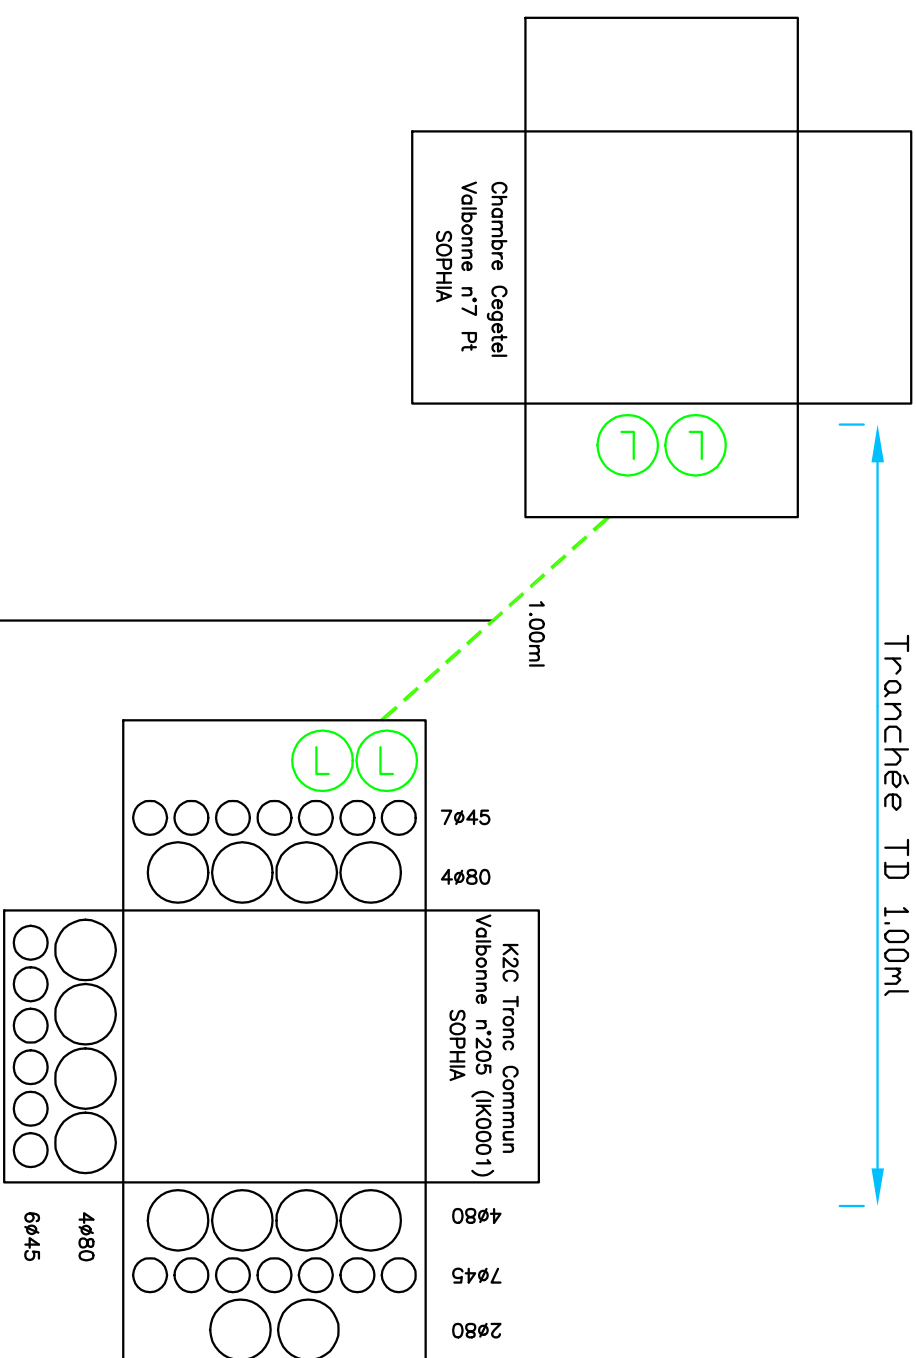 Chambre Cegetel
Valbonne n°7 Pt
SOPHIA
L L
1.00ml
Tranchée TD 1.00ml
L L
7ø45
4ø80
K2C Tronc Commun
Valbonne n°205 (IK0001)
SOPHIA
4ø80
6ø45
4ø80
7ø45
2ø80